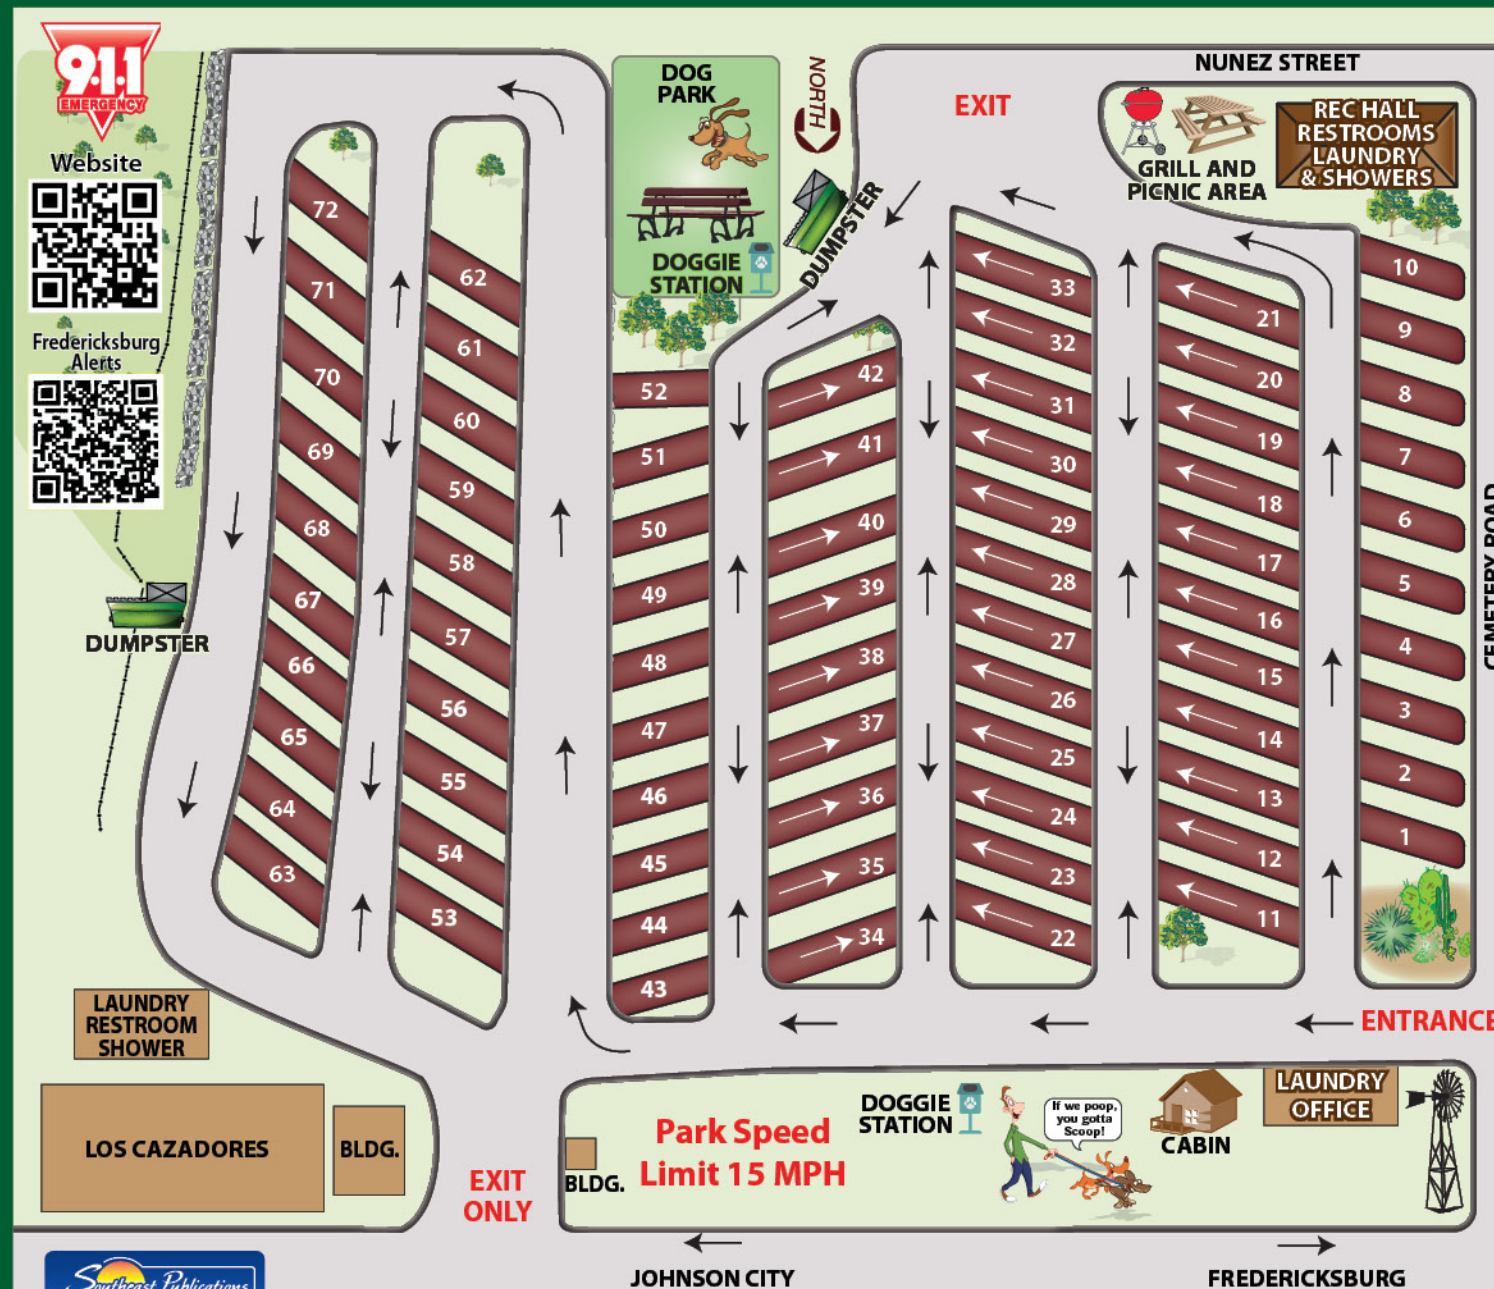 9-1-1
EMERGENCY
Website
Fredericksburg
Alerts
DUMPSTER
DOG
PARK
DOGGIE
STATION
NORTH
DUMPSTER
EXIT
NUNEZ STREET
GRILL AND
PICNIC AREA
REC HALL
RESTROOMS
LAUNDRY
& SHOWERS
CEMETERY ROAD
72
71
70
69
68
67
66
65
64
63
62
61
60
59
58
57
56
55
54
53
52
51
50
49
48
47
46
45
44
43
42
41
40
39
38
37
36
35
34
33
32
31
30
29
28
27
26
25
24
23
22
21
20
19
18
17
16
15
14
13
12
11
10
9
8
7
6
5
4
3
2
1
ENTRANCE
LAUNDRY
RESTROOM
SHOWER
LOS CAZADORES
BLDG.
EXIT
ONLY
BLDG.
Park Speed
Limit 15 MPH
DOGGIE
STATION
If we poop,
you gotta
Scoop!
CABIN
LAUNDRY
OFFICE
JOHNSON CITY
FREDERICKSBURG
Southeast Publications